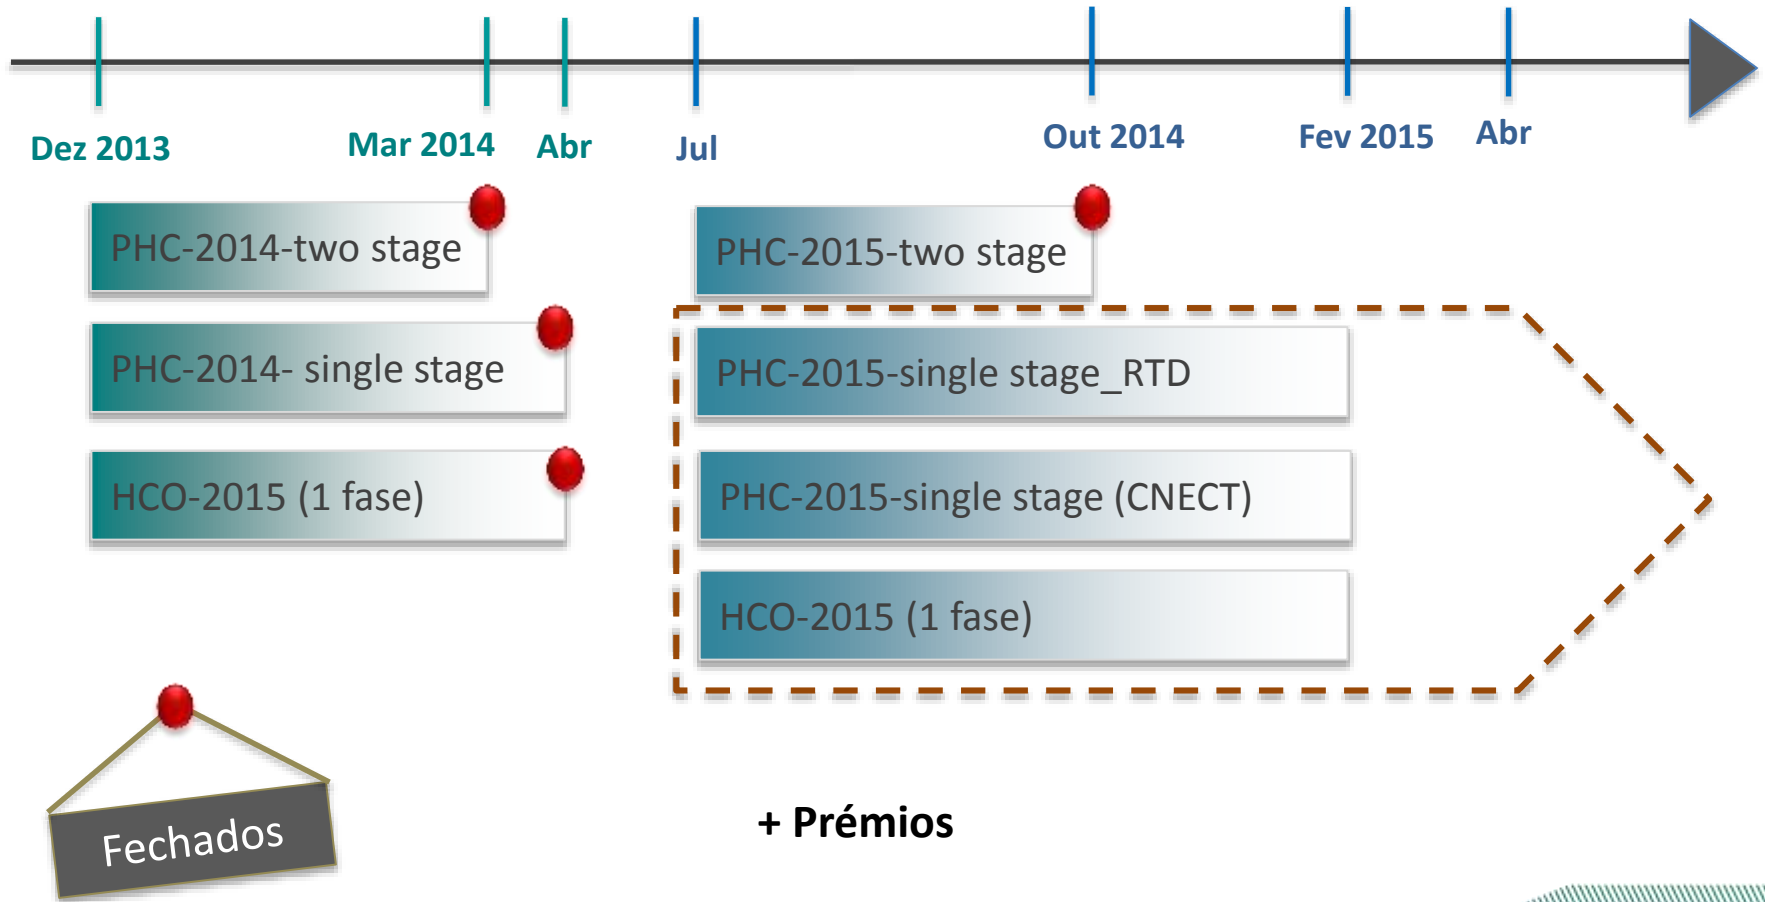 Dez 2013
Mar 2014
Abr
Jul
Out 2014
Fev 2015
Abr
PHC-2014-two stage
PHC-2014- single stage
HCO-2015 (1 fase)
PHC-2015-two stage
PHC-2015-single stage_RTD
PHC-2015-single stage (CNECT)
HCO-2015 (1 fase)
Fechados
+ Prémios